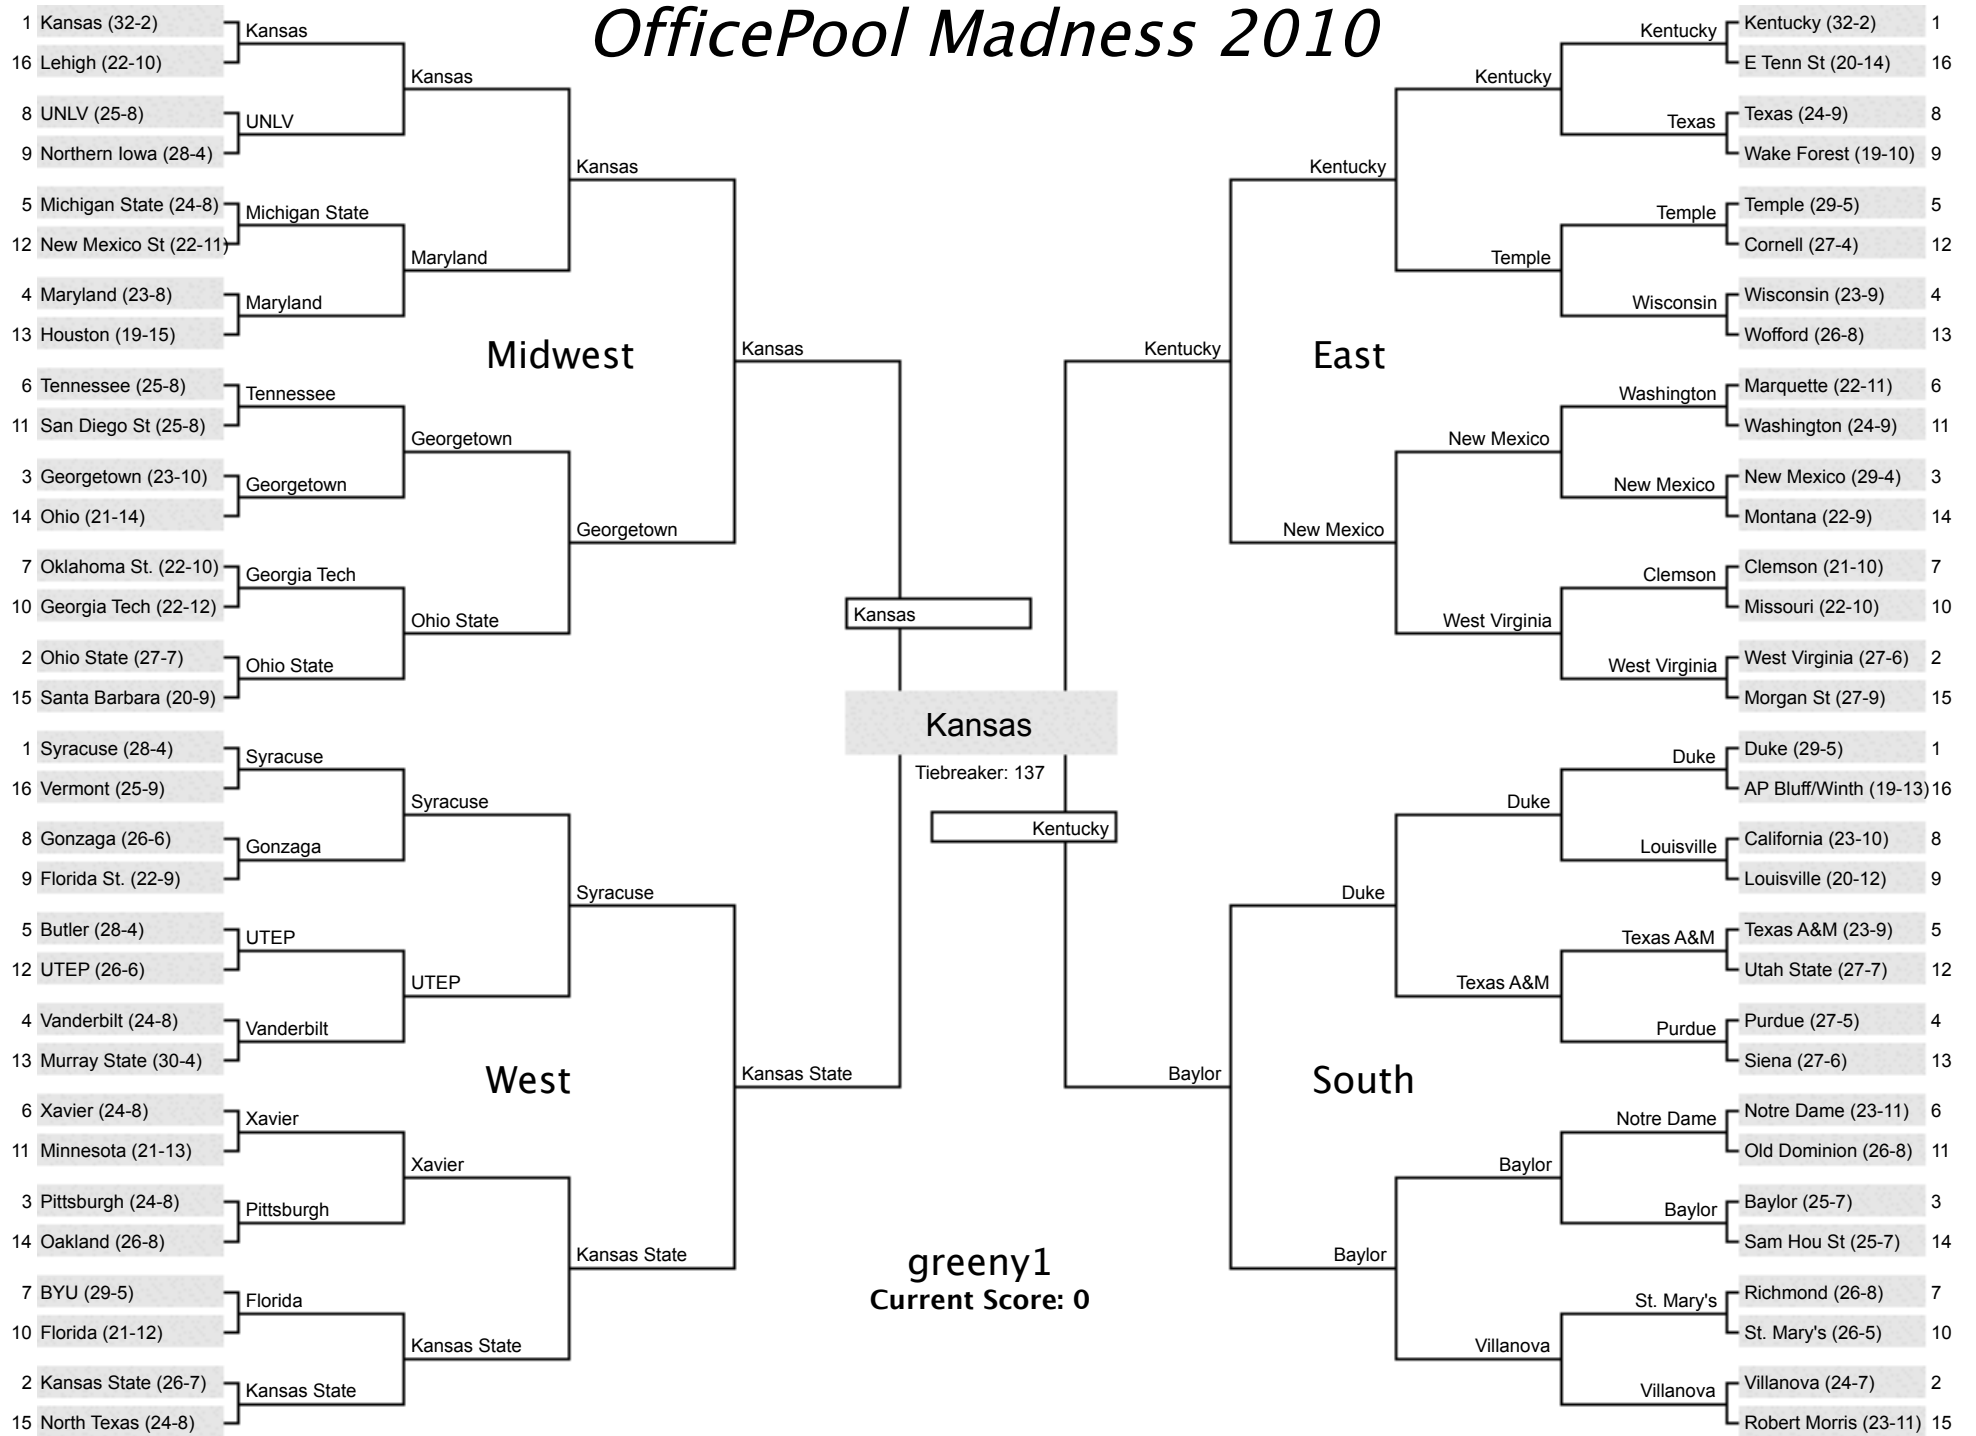 OfficePool Madness 2010
1 Kansas (32-2)
16 Lehigh (22-10)
8 UNLV (25-8)
9 Northern Iowa (28-4)
5 Michigan State (24-8)
12 New Mexico St (22-11)
4 Maryland (23-8)
13 Houston (19-15)
6 Tennessee (25-8)
11 San Diego St (25-8)
3 Georgetown (23-10)
14 Ohio (21-14)
7 Oklahoma St. (22-10)
10 Georgia Tech (22-12)
2 Ohio State (27-7)
15 Santa Barbara (20-9)
Kansas
UNLV
Michigan State
Maryland
Tennessee
Georgetown
Georgia Tech
Ohio State
Kansas
Maryland
Georgetown
Ohio State
Kansas
Georgetown
Midwest
Kansas
1 Syracuse (28-4)
16 Vermont (25-9)
8 Gonzaga (26-6)
9 Florida St. (22-9)
5 Butler (28-4)
12 UTEP (26-6)
4 Vanderbilt (24-8)
13 Murray State (30-4)
6 Xavier (24-8)
11 Minnesota (21-13)
3 Pittsburgh (24-8)
14 Oakland (26-8)
7 BYU (29-5)
10 Florida (21-12)
2 Kansas State (26-7)
15 North Texas (24-8)
Syracuse
Gonzaga
UTEP
Vanderbilt
Xavier
Pittsburgh
Florida
Kansas State
Syracuse
UTEP
Xavier
Kansas State
Syracuse
Kansas State
West
Kansas State
Kansas
Kansas
Tiebreaker: 137
Kentucky
greeny1
Current Score: 0
Kentucky
East
Kentucky
New Mexico
Kentucky
Temple
New Mexico
West Virginia
Kentucky
Texas
Temple
Wisconsin
Washington
New Mexico
Clemson
West Virginia
Kentucky (32-2) 1
E Tenn St (20-14) 16
Texas (24-9) 8
Wake Forest (19-10) 9
Temple (29-5) 5
Cornell (27-4) 12
Wisconsin (23-9) 4
Wofford (26-8) 13
Marquette (22-11) 6
Washington (24-9) 11
New Mexico (29-4) 3
Montana (22-9) 14
Clemson (21-10) 7
Missouri (22-10) 10
West Virginia (27-6) 2
Morgan St (27-9) 15
Baylor
South
Duke
Baylor
Duke
Texas A&M
Baylor
Villanova
Duke
Louisville
Texas A&M
Purdue
Notre Dame
Baylor
St. Mary's
Villanova
Duke (29-5) 1
AP Bluff/Winth (19-13) 16
California (23-10) 8
Louisville (20-12) 9
Texas A&M (23-9) 5
Utah State (27-7) 12
Purdue (27-5) 4
Siena (27-6) 13
Notre Dame (23-11) 6
Old Dominion (26-8) 11
Baylor (25-7) 3
Sam Hou St (25-7) 14
Richmond (26-8) 7
St. Mary's (26-5) 10
Villanova (24-7) 2
Robert Morris (23-11) 15